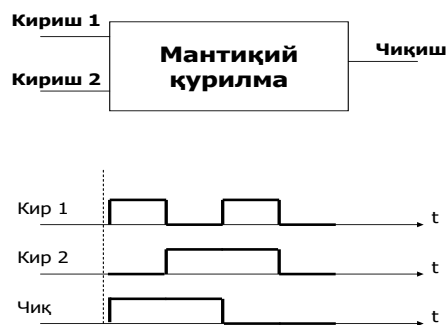 Кириш 1
Мантиқий
қурилма
Чиқиш
Кириш 2
Кир 1
t
Кир 2
t
Чиқ
t